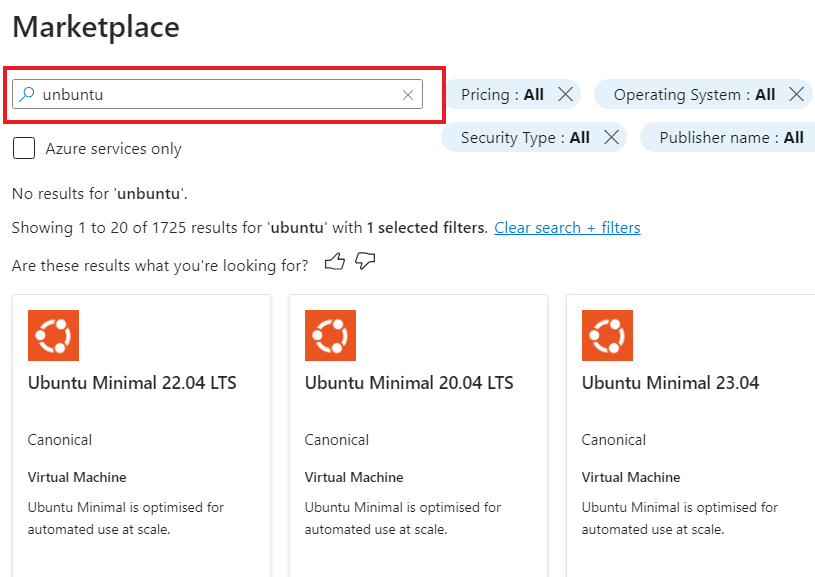 Marketplace
unbuntu
Pricing : All
Operating System : All
Security Type : All
Publisher name : All
Azure services only
No results for 'unbuntu'.
Showing 1 to 20 of 1725 results for 'ubuntu' with 1 selected filters. Clear search + filters
Are these results what you're looking for?
Ubuntu Minimal 22.04 LTS
Canonical
Virtual Machine
Ubuntu Minimal is optimised for
automated use at scale.
Ubuntu Minimal 20.04 LTS
Canonical
Virtual Machine
Ubuntu Minimal is optimised for
automated use at scale.
Ubuntu Minimal 23.04
Canonical
Virtual Machine
Ubuntu Minimal is optimised for
automated use at scale.